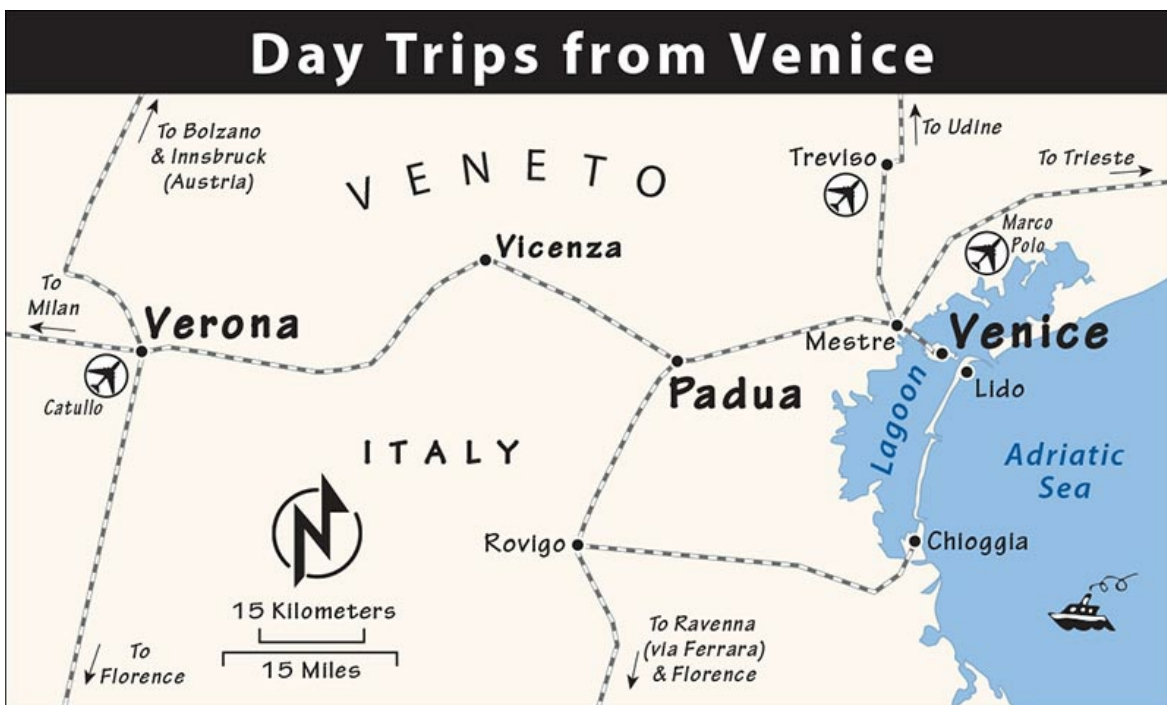 Day Trips from Venice
To Bolzano
& Innsbruck
(Austria)
VENETO
Treviso
To Udine
To Trieste
Marco
Polo
Vicenza
To
Milan
Verona
Catullo
Mestre
Venice
Padua
Lido
Lagoon
ITALY
Adriatic
Sea
N
Rovigo
Chioggia
15 Kilometers
15 Miles
To
Florence
To Ravenna
(via Ferrara)
& Florence